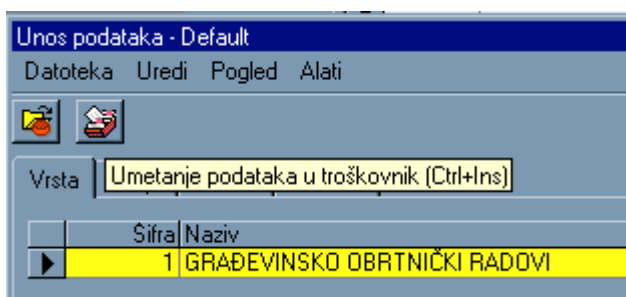 Unos podataka - Default
Datoteka Uredi Pogled Alati
Vrsta Umetanje podataka u troškovnik (Ctrl+Ins)
Šifra Naziv
1 GRAĐEVINSKO OBRTNIČKI RADOVI